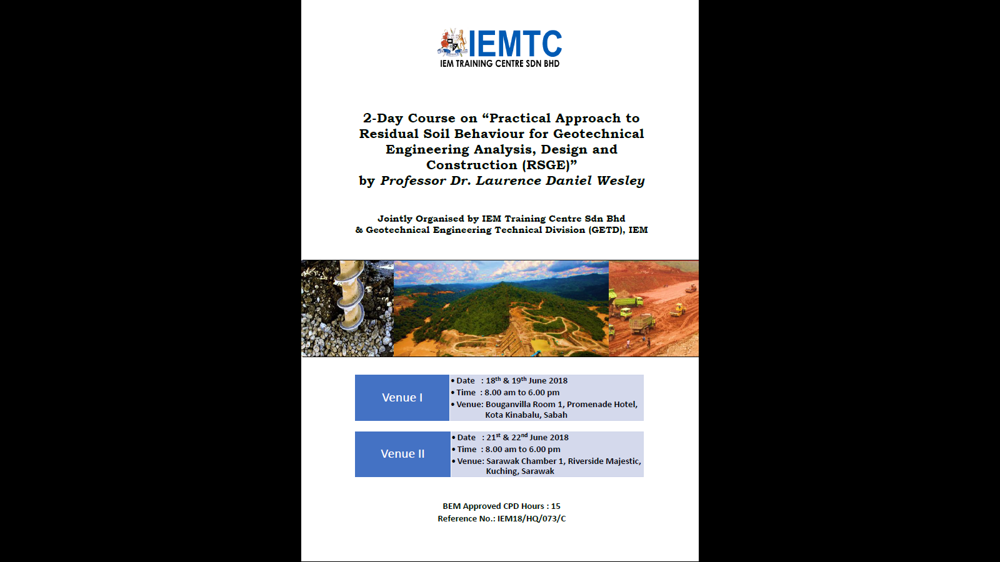 IEMTC
IEM TRAINING CENTRE SDN BHD
2-Day Course on “Practical Approach to
Residual Soil Behaviour for Geotechnical
Engineering Analysis, Design and
Construction (RSGE)”
by Professor Dr. Laurence Daniel Wesley
Jointly Organised by IEM Training Centre Sdn Bhd
& Geotechnical Engineering Technical Division (GETD), IEM
Venue I
• Date : 18th & 19th June 2018
• Time : 8.00 am to 6.00 pm
• Venue: Bouganvilla Room 1, Promenade Hotel,
Kota Kinabalu, Sabah
Venue II
• Date : 21st & 22nd June 2018
• Time : 8.00 am to 6.00 pm
• Venue: Sarawak Chamber 1, Riverside Majestic,
Kuching, Sarawak
BEM Approved CPD Hours : 15
Reference No.: IEM18/HQ/073/C